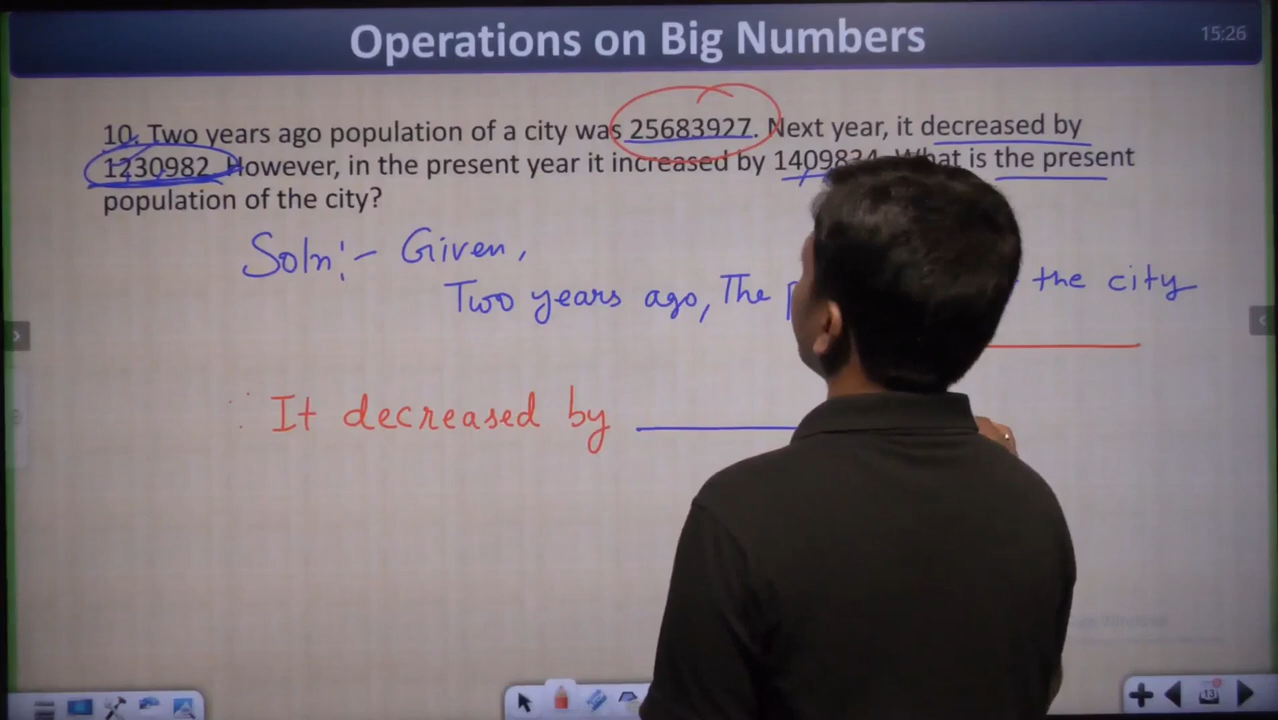 Operations on Big Numbers
15:26
10. Two years ago population of a city was 25683927. Next year, it decreased by
1230982. However, in the present year it increased by 1409834. What is the present
population of the city?
Soln:- Given,
Two years ago, The the city
It decreased by
13